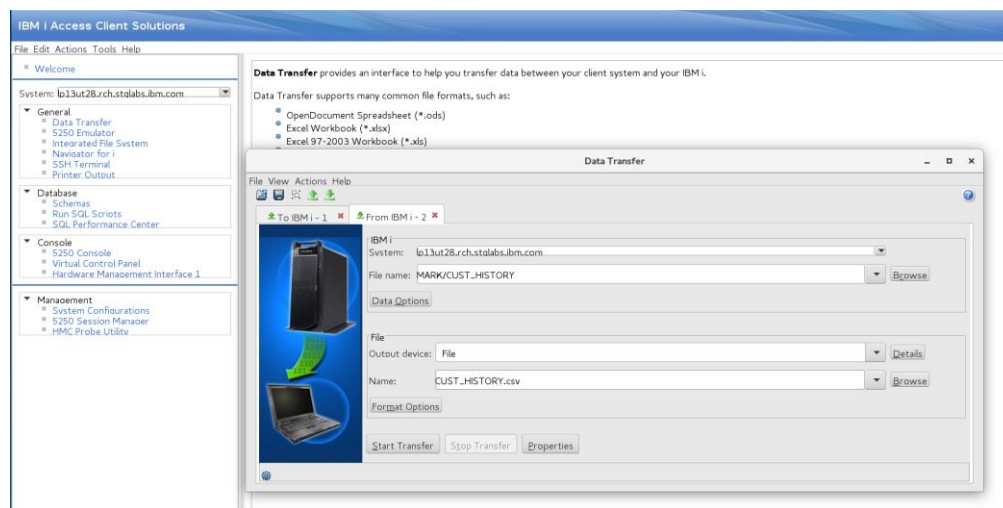 IBM i Access Client Solutions
File Edit Actions Tools Help
Welcome
System: lp13ut28.rch.stglabs.ibm.com
General
Data Transfer
5250 Emulator
Integrated File System
Navigator for i
SSH Terminal
Printer Output
Database
Schemas
Run SQL Scripts
SQL Performance Center
Console
5250 Console
Virtual Control Panel
Hardware Management Interface 1
Management
System Configurations
5250 Session Manager
HMC Probe Utility
Data Transfer provides an interface to help you transfer data between your client system and your IBM i.
Data Transfer supports many common file formats, such as:
OpenDocument Spreadsheet (*.ods)
Excel Workbook (*.xlsx)
Excel 97-2003 Workbook (*.xls)
Data Transfer
File View Actions Help
To IBM i - 1 From IBM i - 2
IBM i
System: lp13ut28.rch.stglabs.ibm.com
File name: MARK/CUST_HISTORY Browse
Data Options
File
Output device: File Details
Name: CUST_HISTORY.csv Browse
Format Options
Start Transfer Stop Transfer Properties